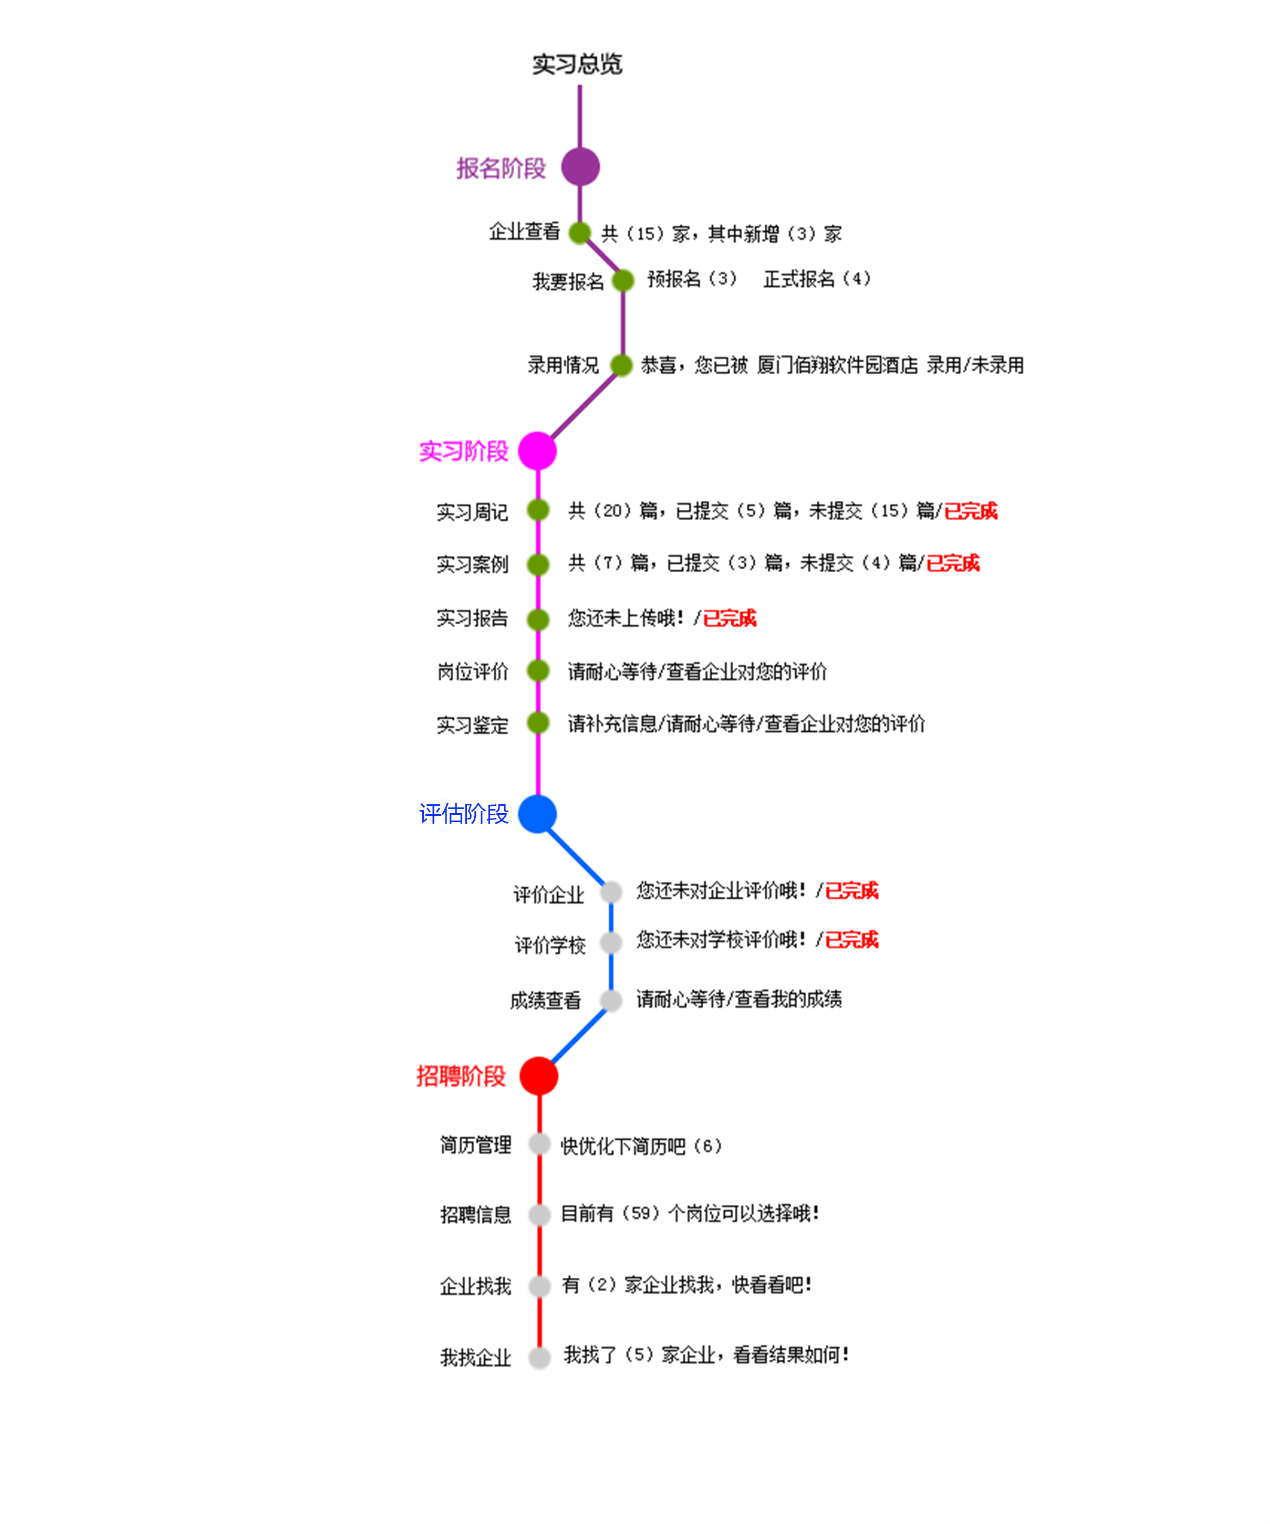 实习总览
报名阶段
企业查看 共（15）家，其中新增（3）家
我要报名 预报名（3） 正式报名（4）
录用情况 恭喜，您已被 厦门佰翔软件园酒店 录用/未录用
实习阶段
实习周记 共（20）篇，已提交（5）篇，未提交（15）篇/已完成
实习案例 共（7）篇，已提交（3）篇，未提交（4）篇/已完成
实习报告 您还未上传哦！/已完成
岗位评价 请耐心等待/查看企业对您的评价
实习鉴定 请补充信息/请耐心等待/查看企业对您的评价
评估阶段
评价企业 您还未对企业评价哦！/已完成
评价学校 您还未对学校评价哦！/已完成
成绩查看 请耐心等待/查看我的成绩
招聘阶段
简历管理 快优化下简历吧（6）
招聘信息 目前有（59）个岗位可以选择哦！
企业找我 有（2）家企业找我，快看看吧！
我找企业 我找了（5）家企业，看看结果如何！